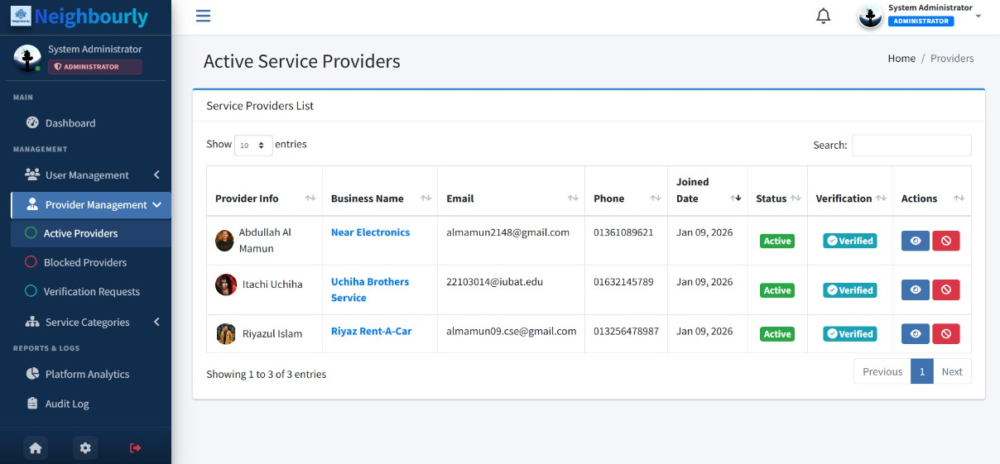 Neighbourly
System Administrator
ADMINISTRATOR
System Administrator
ADMINISTRATOR
MAIN
Dashboard
MANAGEMENT
User Management
Provider Management
Active Providers
Blocked Providers
Verification Requests
Service Categories
REPORTS & LOGS
Platform Analytics
Audit Log
Active Service Providers
Home / Providers
Service Providers List
Show 10 entries
Search:
Provider Info Business Name Email Phone Joined Date Status Verification Actions
Abdullah Al Mamun Near Electronics almamun2148@gmail.com 01361089621 Jan 09, 2026 Active Verified
Itachi Uchiha Uchiha Brothers Service 22103014@iubat.edu 01632145789 Jan 09, 2026 Active Verified
Riyazul Islam Riyaz Rent-A-Car almamun09.cse@gmail.com 013256478987 Jan 09, 2026 Active Verified
Showing 1 to 3 of 3 entries
Previous 1 Next